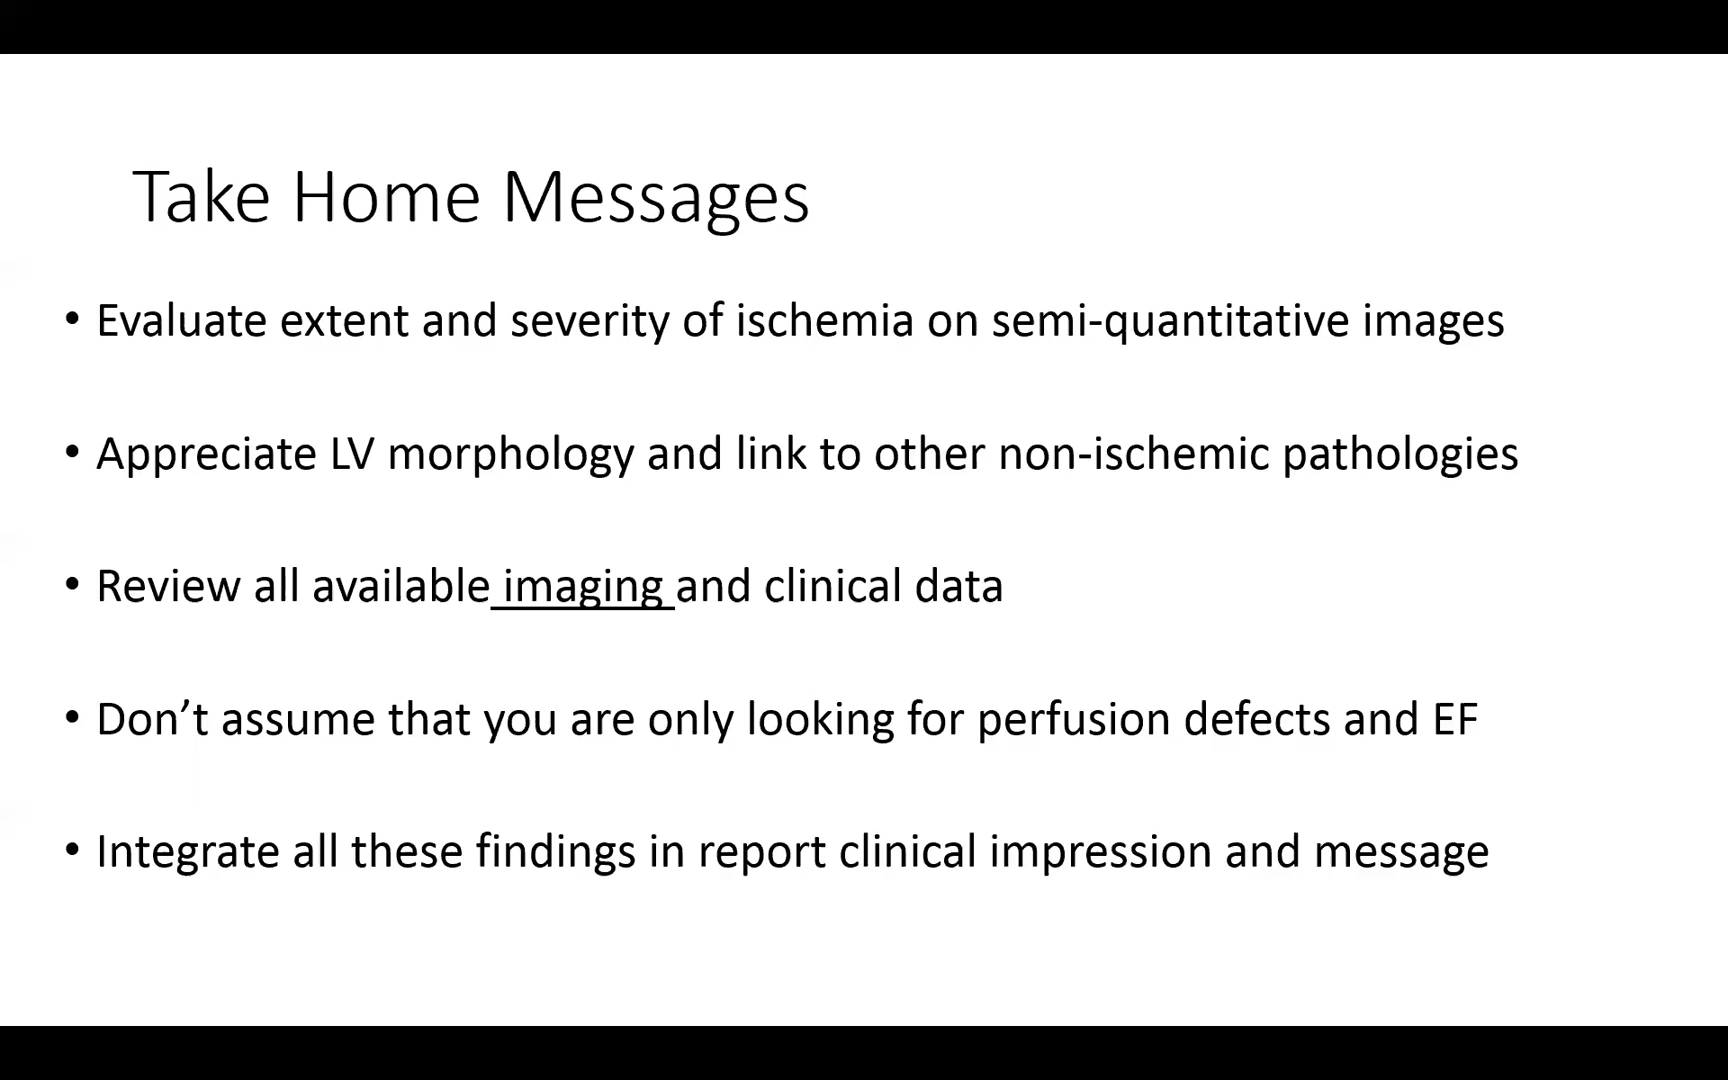 Take Home Messages
• Evaluate extent and severity of ischemia on semi-quantitative images
• Appreciate LV morphology and link to other non-ischemic pathologies
• Review all available imaging and clinical data
• Don’t assume that you are only looking for perfusion defects and EF
• Integrate all these findings in report clinical impression and message